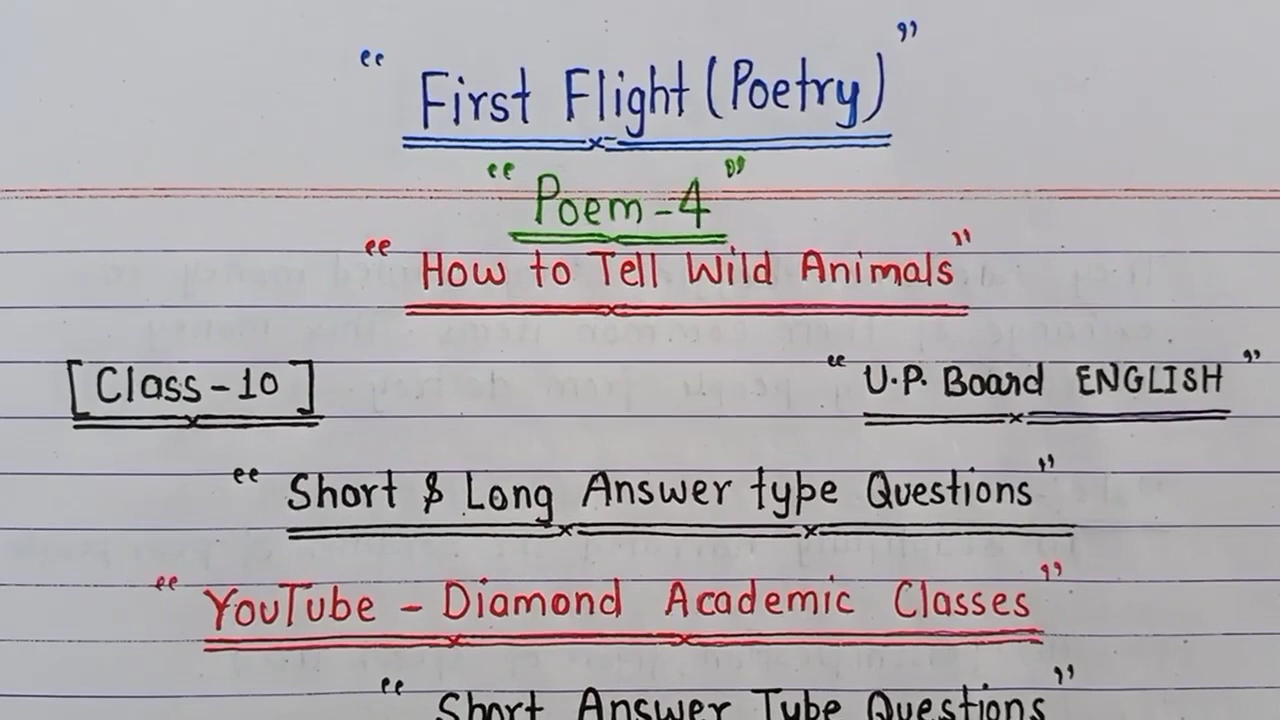 “ First Flight (Poetry) ”
“ Poem - 4 ”
“ How to Tell Wild Animals ”
[Class - 10] “ U.P. Board ENGLISH ”
“ Short & Long Answer type Questions ”
“ YouTube - Diamond Academic Classes ”
“ Short Answer Type Questions ”